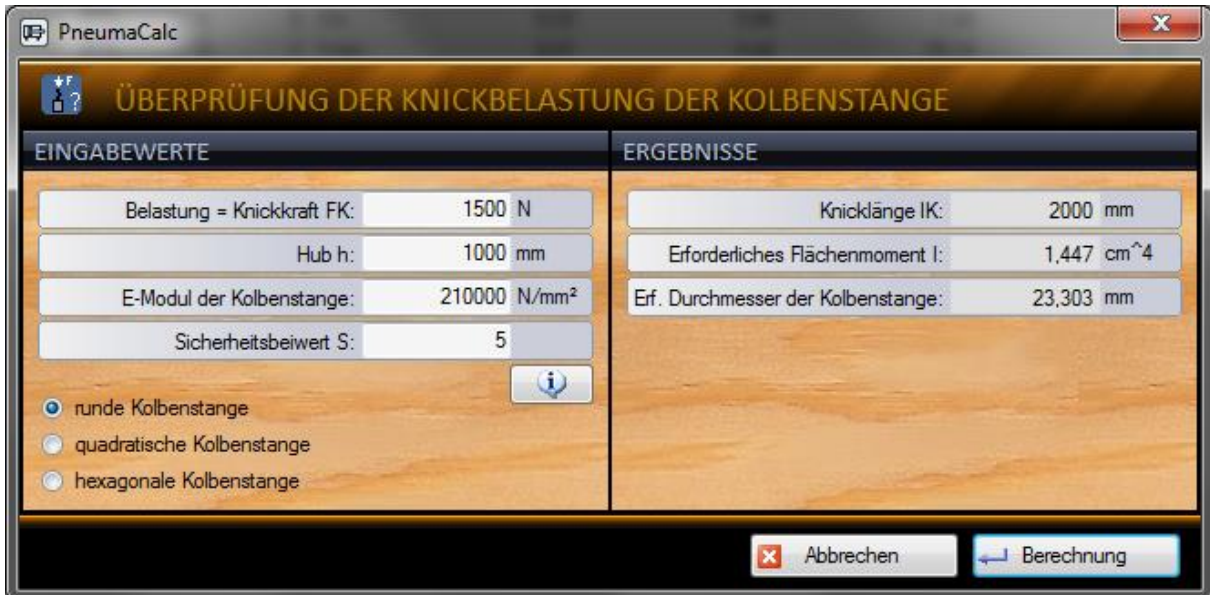 PneumaCalc
ÜBERPRÜFUNG DER KNICKBELASTUNG DER KOLBENSTANGE
EINGABEWERTE
Belastung = Knickkraft FK: 1500 N
Hub h: 1000 mm
E-Modul der Kolbenstange: 210000 N/mm²
Sicherheitsbeiwert S: 5
runde Kolbenstange
quadratische Kolbenstange
hexagonale Kolbenstange
ERGEBNISSE
Knicklänge lK: 2000 mm
Erforderliches Flächenmoment I: 1,447 cm^4
Erf. Durchmesser der Kolbenstange: 23,303 mm
Abbrechen
Berechnung